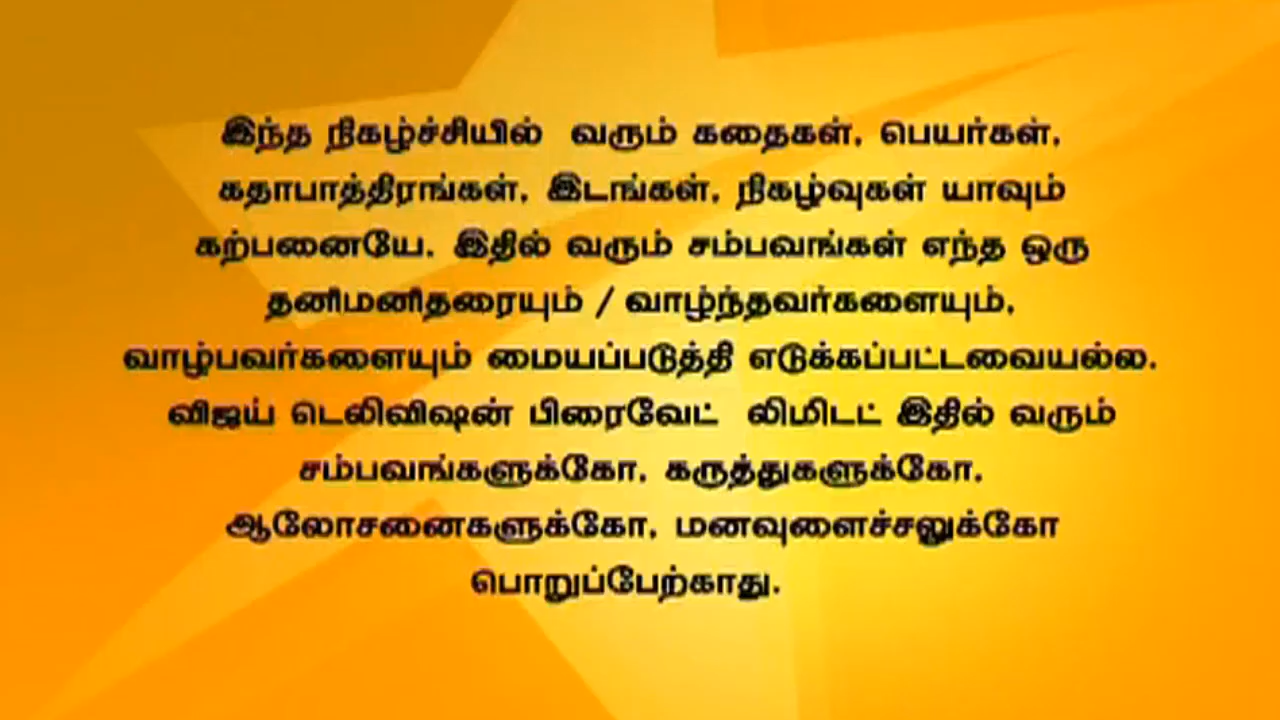 இந்த நிகழ்ச்சியில் வரும் கதைகள், பெயர்கள்,
கதாபாத்திரங்கள், இடங்கள், நிகழ்வுகள் யாவும்
கற்பனையே. இதில் வரும் சம்பவங்கள் எந்த ஒரு
தனிமனிதரையும் / வாழ்ந்தவர்களையும்,
வாழ்பவர்களையும் மையப்படுத்தி எடுக்கப்பட்டவையல்ல.
விஜய் டெலிவிஷன் பிரைவேட் லிமிடட் இதில் வரும்
சம்பவங்களுக்கோ, கருத்துகளுக்கோ,
ஆலோசனைகளுக்கோ, மனவுளைச்சலுக்கோ
பொறுப்பேற்காது.